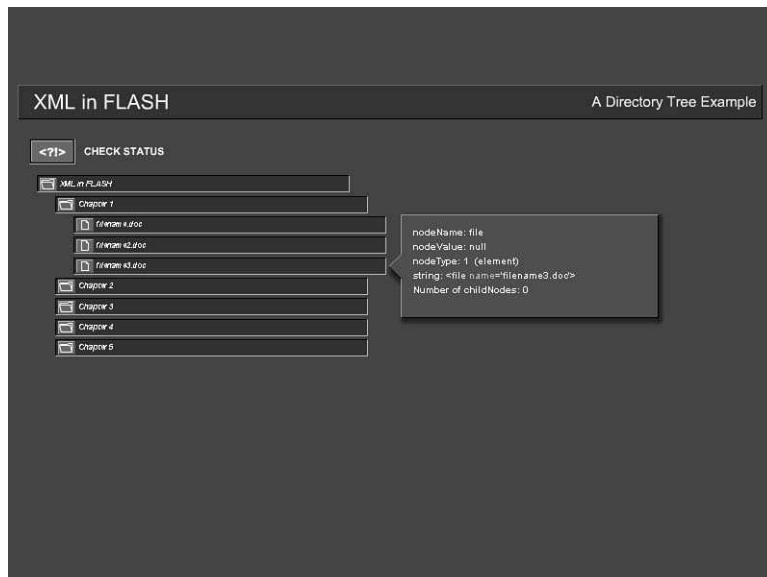 XML in FLASH
A Directory Tree Example
<?!> CHECK STATUS
XML in FLASH
Chapter 1
filename.doc
filename2.doc
filename3.doc
Chapter 2
Chapter 3
Chapter 4
Chapter 5
nodeName: file
nodeValue: null
nodeType: 1 (element)
string: <file name='filename3.doc'>
Number of childNodes: 0